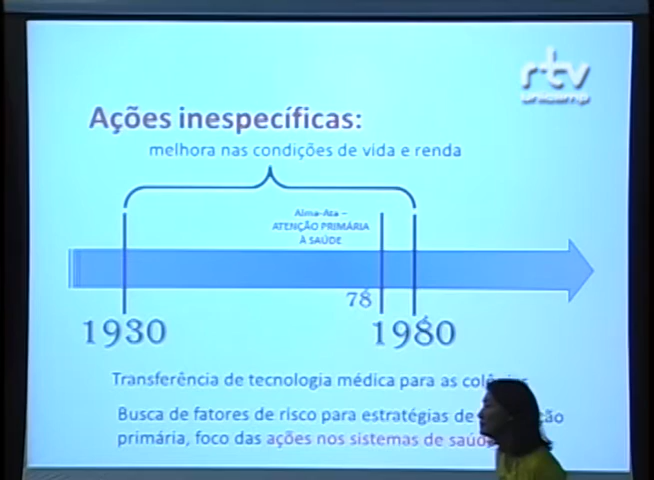 rtv
unicamp
Ações inespecíficas:
melhora nas condições de vida e renda
Alma-Ata –
ATENÇÃO PRIMÁRIA
À SAÚDE
78
1930
1980
Transferência de tecnologia médica para as
Busca de fatores de risco para estratégias de
primária, foco das ações nos sistemas de saúde